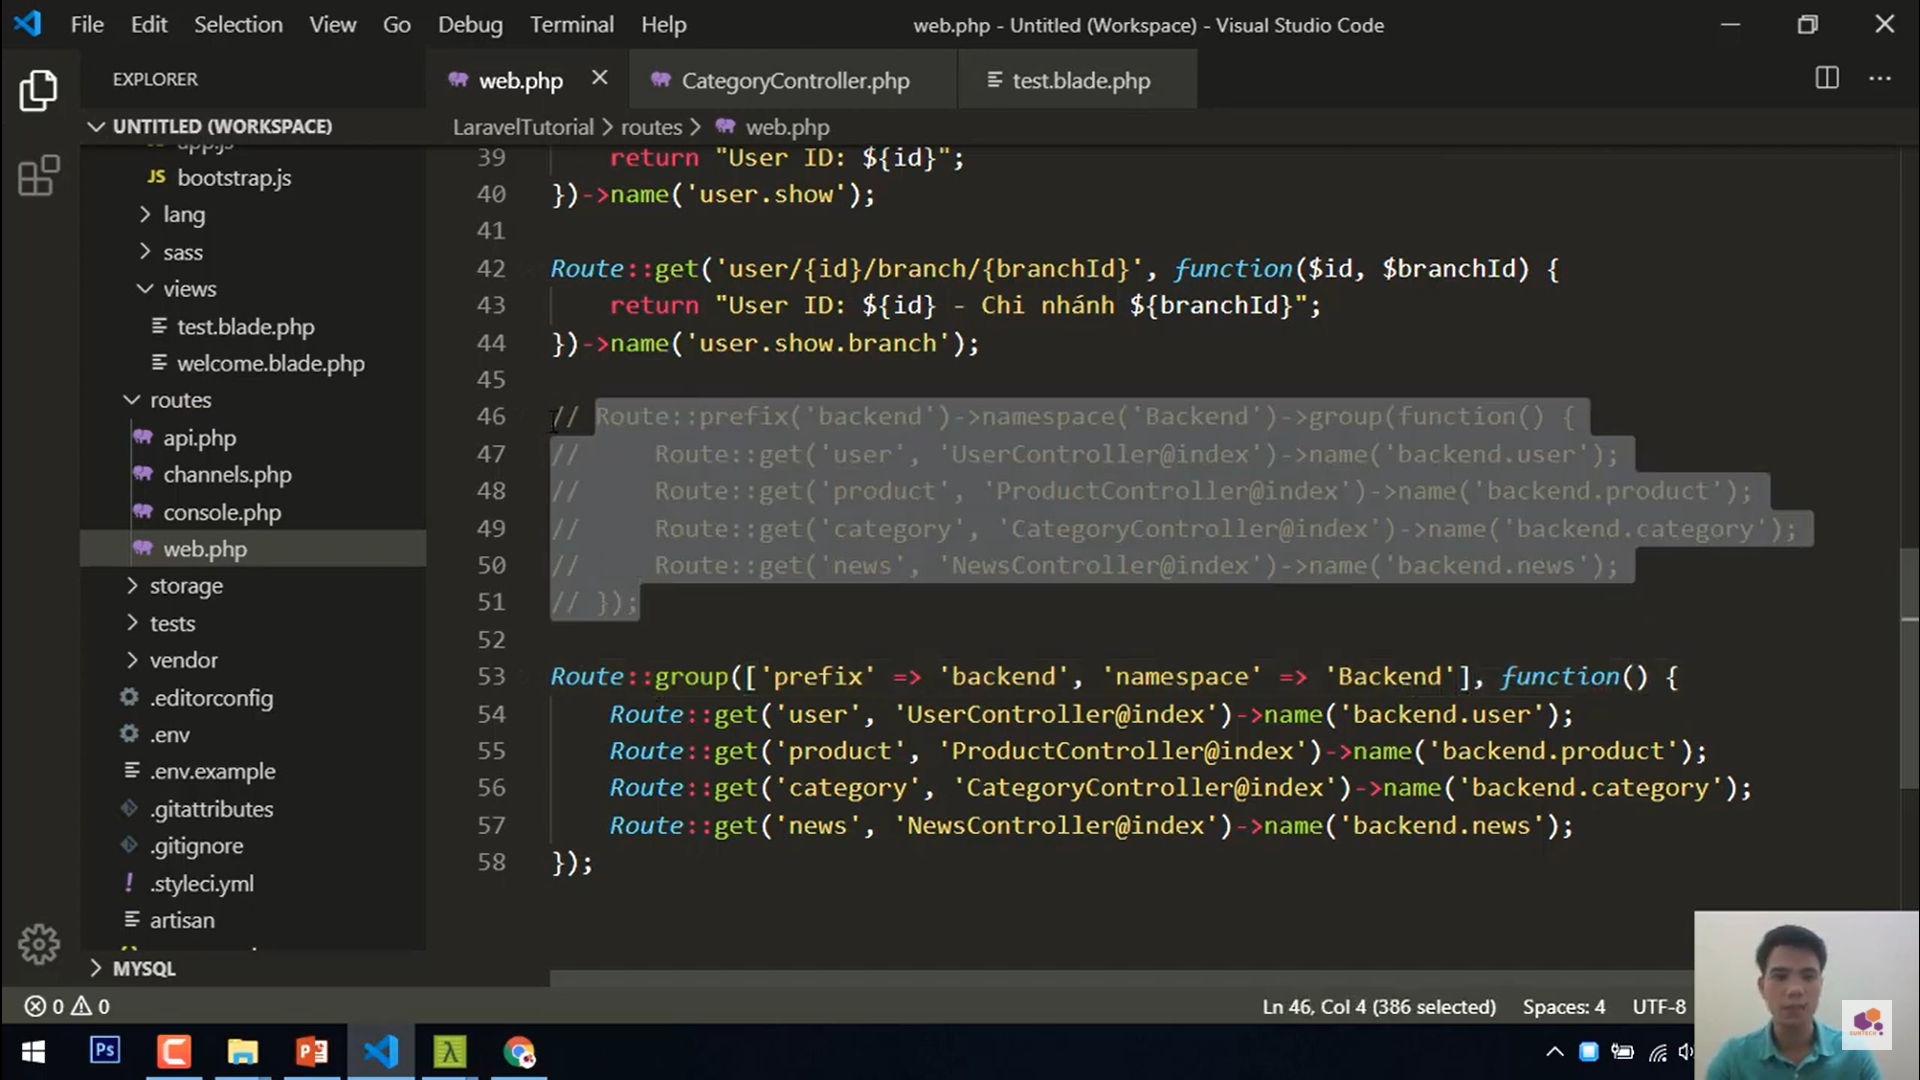 File Edit Selection View Go Debug Terminal Help
web.php - Untitled (Workspace) - Visual Studio Code
EXPLORER
web.php
CategoryController.php
test.blade.php
UNTITLED (WORKSPACE)
LaravelTutorial > routes > web.php
app.js
JS bootstrap.js
lang
sass
views
test.blade.php
welcome.blade.php
routes
api.php
channels.php
console.php
web.php
storage
tests
vendor
.editorconfig
.env
.env.example
.gitattributes
.gitignore
! .styleci.yml
artisan
MYSQL
39 return "User ID: ${id}";
40 })->name('user.show');
41
42 Route::get('user/{id}/branch/{branchId}', function($id, $branchId) {
43 return "User ID: ${id} - Chi nhánh ${branchId}";
44 })->name('user.show.branch');
45
46 // Route::prefix('backend')->namespace('Backend')->group(function() {
47 // Route::get('user', 'UserController@index')->name('backend.user');
48 // Route::get('product', 'ProductController@index')->name('backend.product');
49 // Route::get('category', 'CategoryController@index')->name('backend.category');
50 // Route::get('news', 'NewsController@index')->name('backend.news');
51 // });
52
53 Route::group(['prefix' => 'backend', 'namespace' => 'Backend'], function() {
54 Route::get('user', 'UserController@index')->name('backend.user');
55 Route::get('product', 'ProductController@index')->name('backend.product');
56 Route::get('category', 'CategoryController@index')->name('backend.category');
57 Route::get('news', 'NewsController@index')->name('backend.news');
58 });
0 0
Ln 46, Col 4 (386 selected) Spaces: 4 UTF-8
Ps
SUNTECH